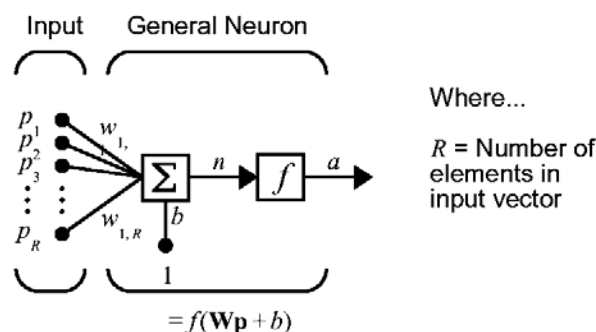 Input General Neuron
p1
p2
p3
pR
w1,
w1, R
Σ
n
f
a
b
1
= f(Wp + b)
Where...
R = Number of
elements in
input vector